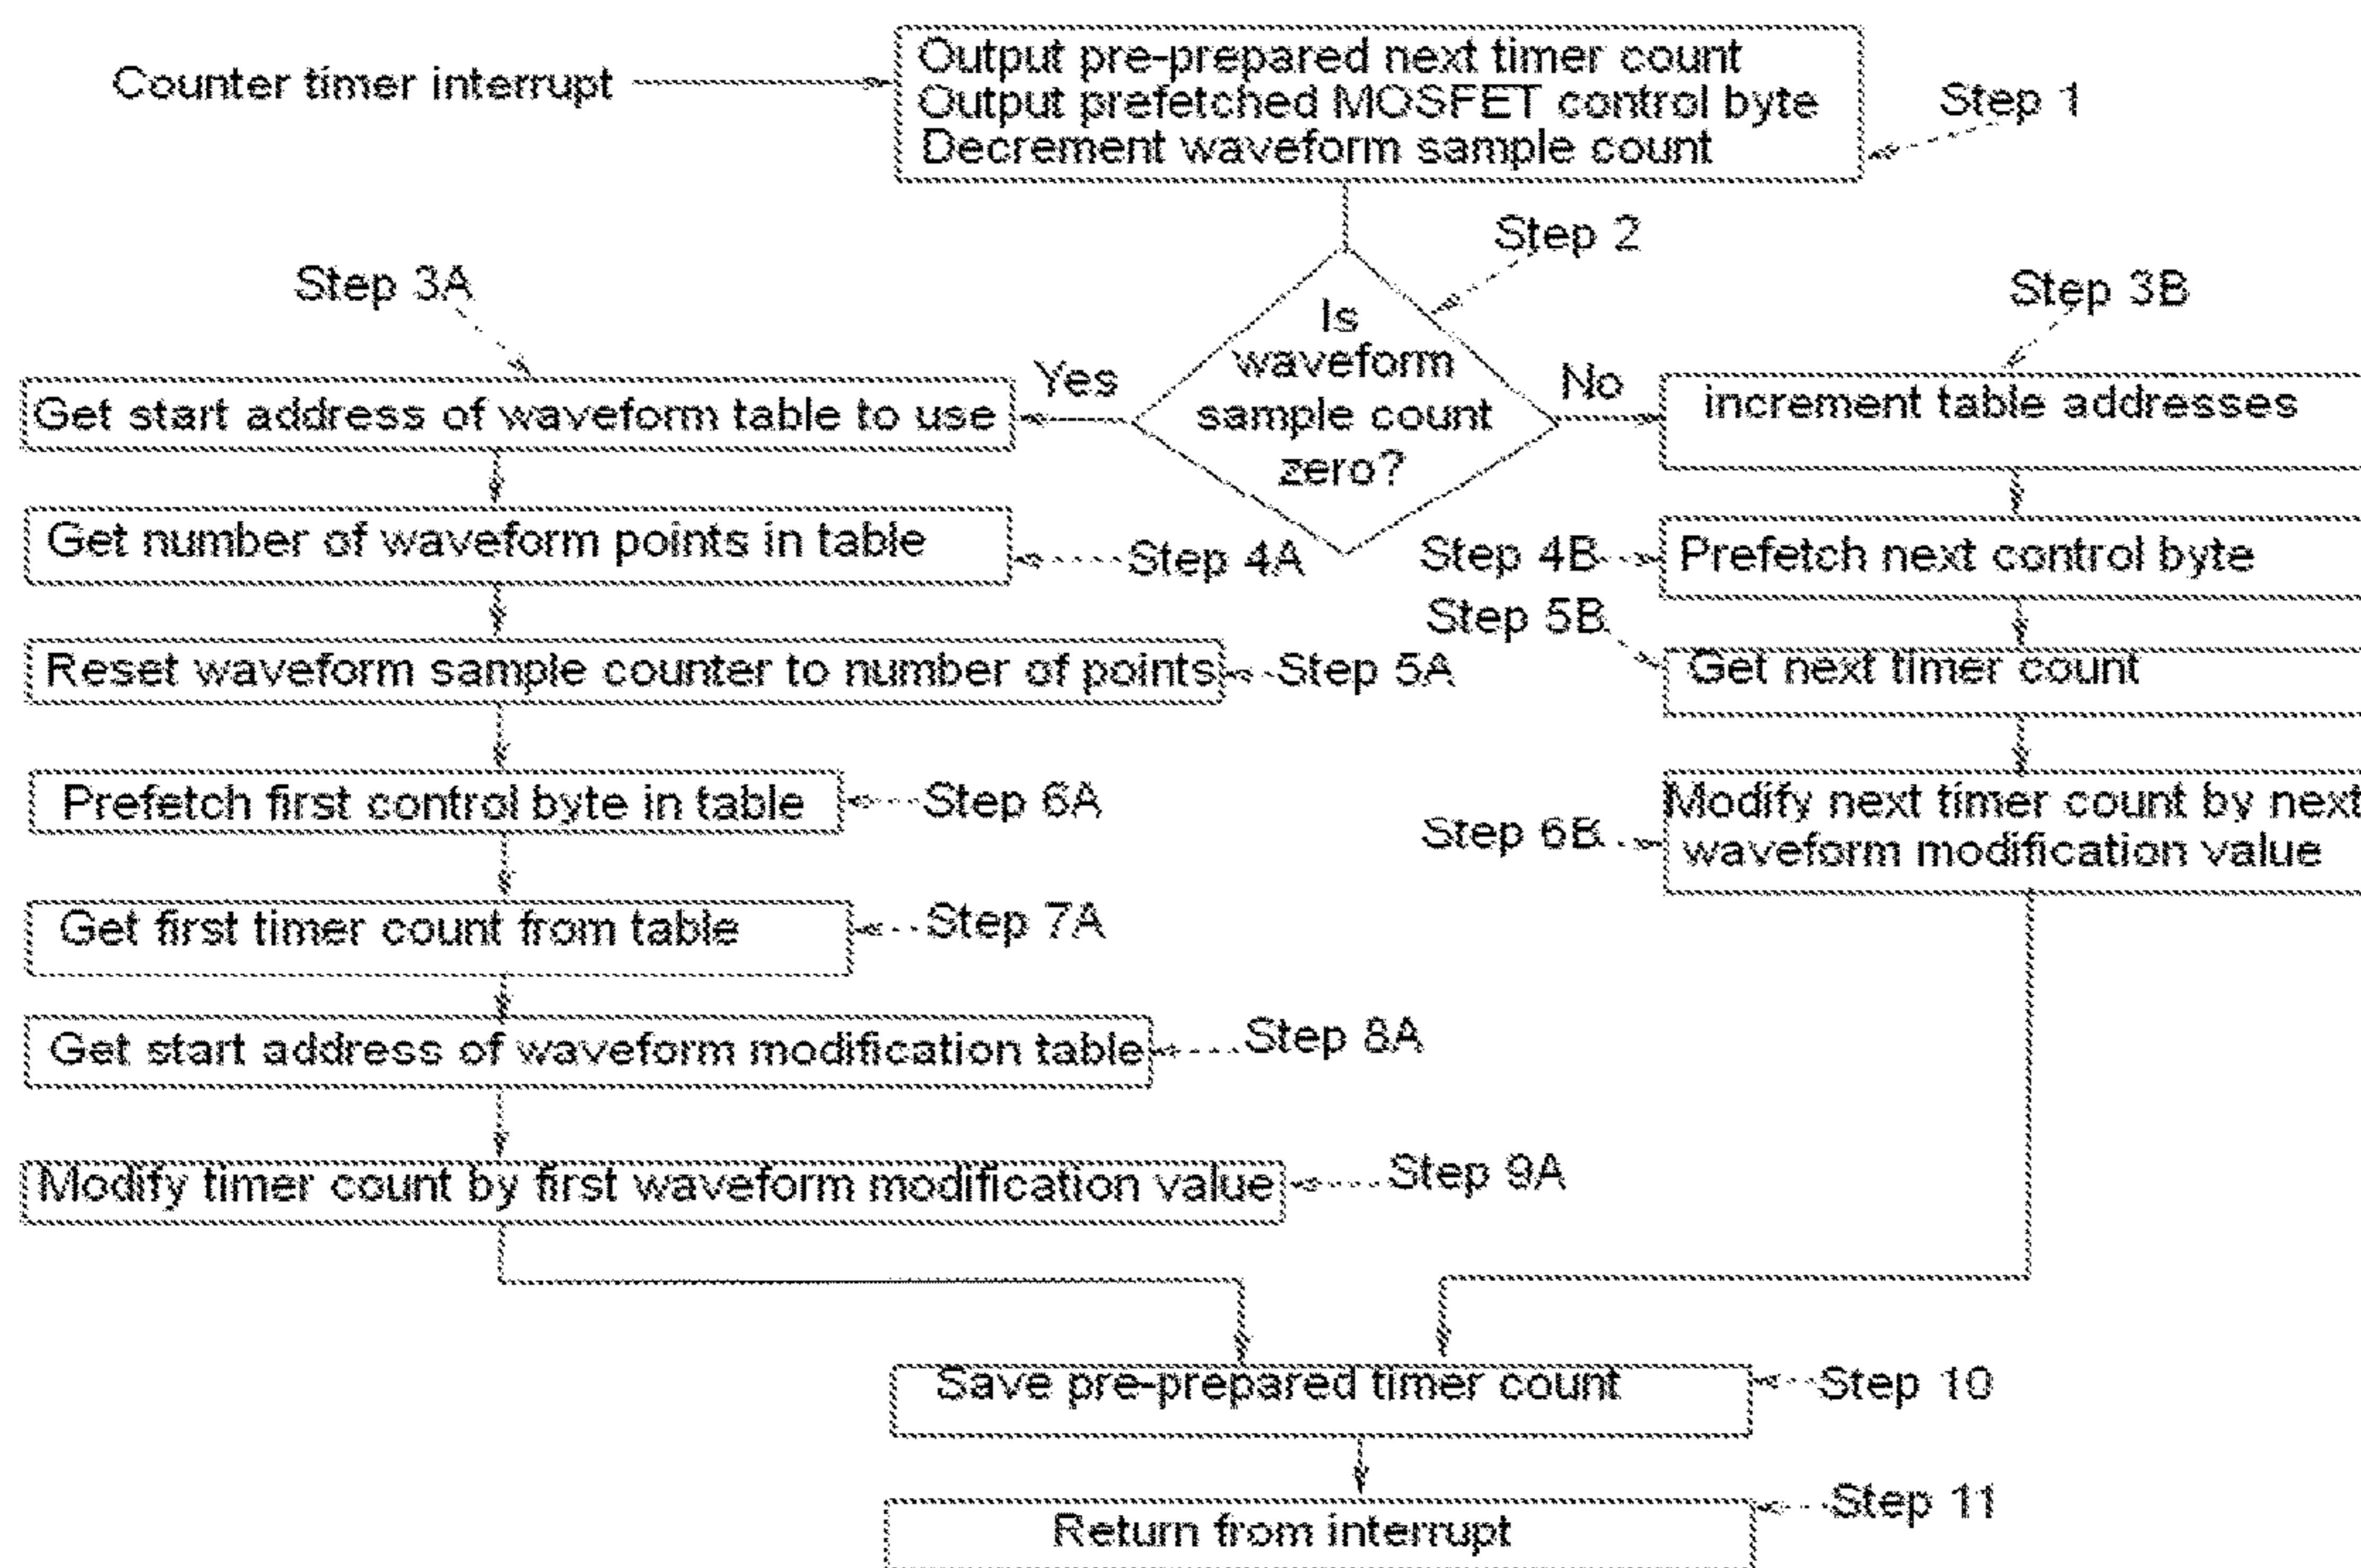 Counter timer interrupt
Output pre-prepared next timer count
Output prefetched MOSFET control byte
Decrement waveform sample count
Step 1
Step 2
Is
waveform
sample count
zero?
Yes
No
Step 3A
Get start address of waveform table to use
Get number of waveform points in table
Step 4A
Reset waveform sample counter to number of points
Step 5A
Prefetch first control byte in table
Step 6A
Get first timer count from table
Step 7A
Get start address of waveform modification table
Step 8A
Modify timer count by first waveform modification value
Step 9A
Step 3B
increment table addresses
Step 4B
Prefetch next control byte
Step 5B
Get next timer count
Step 6B
Modify next timer count by next
waveform modification value
Save pre-prepared timer count
Step 10
Return from interrupt
Step 11